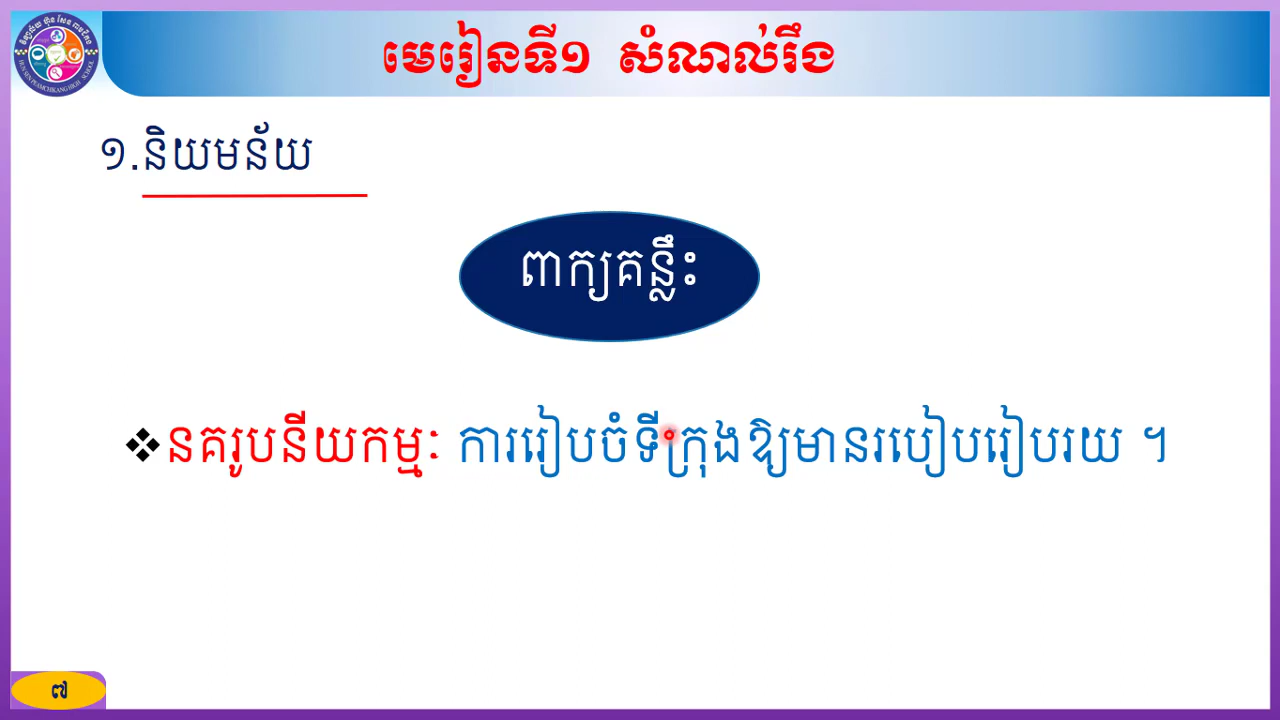 មេរៀនទី១ សំណល់រឹង
១.និយមន័យ
ពាក្យគន្លឹះ
នគរូបនីយកម្មៈ ការរៀបចំទីក្រុងឱ្យមានរបៀបរៀបរយ ។
៧